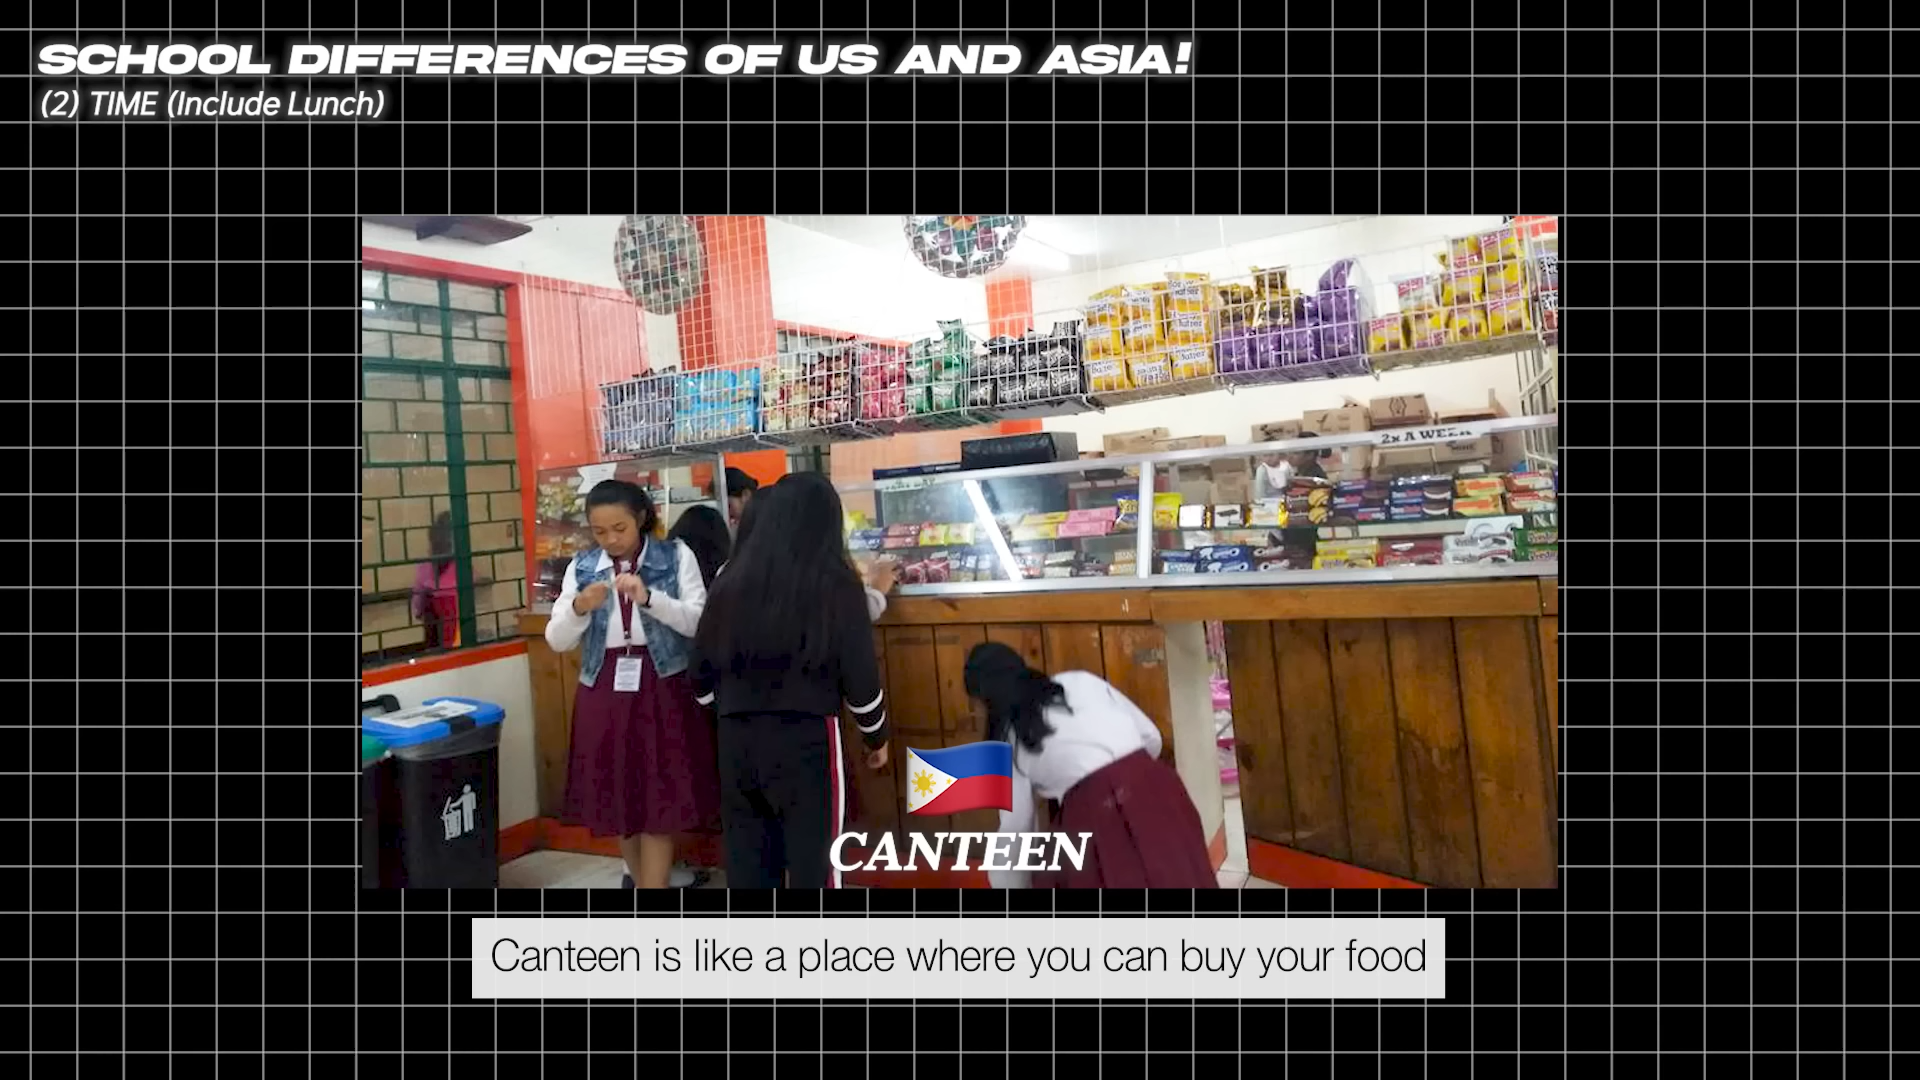 SCHOOL DIFFERENCES OF US AND ASIA!
(2) TIME (Include Lunch)
2x A WEEK
CANTEEN
Canteen is like a place where you can buy your food